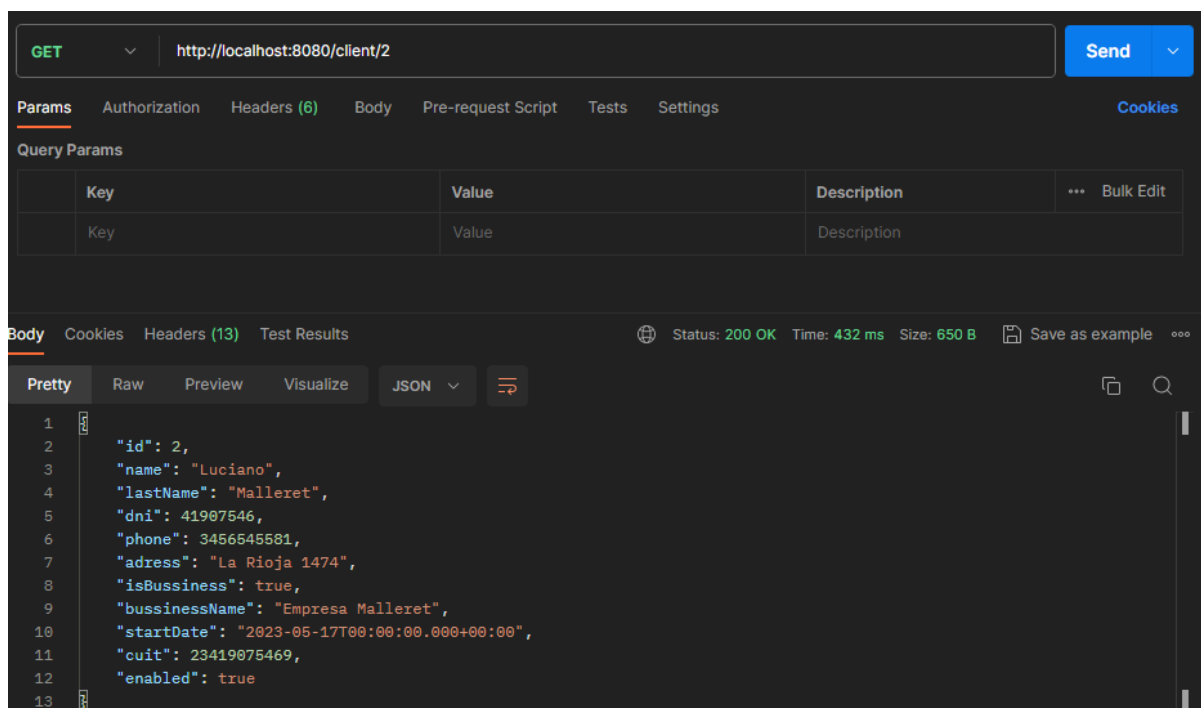 GET http://localhost:8080/client/2 Send
Params Authorization Headers (6) Body Pre-request Script Tests Settings Cookies
Query Params
Key Value Description ••• Bulk Edit
Key Value Description
Body Cookies Headers (13) Test Results Status: 200 OK Time: 432 ms Size: 650 B Save as example
Pretty Raw Preview Visualize JSON
1 {
2 "id": 2,
3 "name": "Luciano",
4 "lastName": "Malleret",
5 "dni": 41907546,
6 "phone": 3456545581,
7 "adress": "La Rioja 1474",
8 "isBussiness": true,
9 "bussinessName": "Empresa Malleret",
10 "startDate": "2023-05-17T00:00:00.000+00:00",
11 "cuit": 23419075469,
12 "enabled": true
13 }